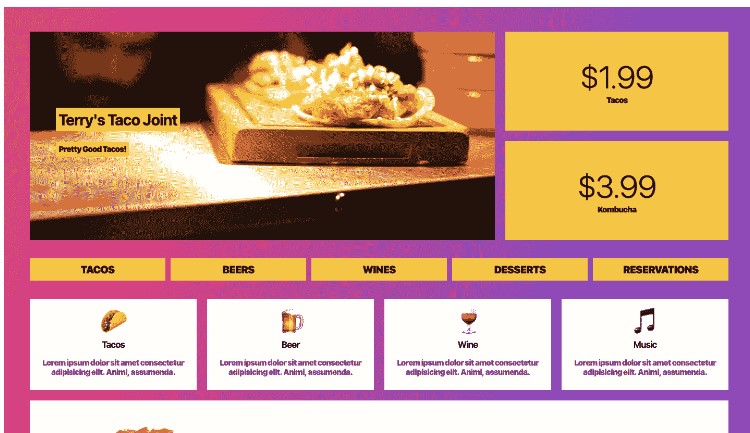 Terry's Taco Joint
Pretty Good Tacos!
$1.99
Tacos
$3.99
Kombucha
TACOS
BEERS
WINES
DESSERTS
RESERVATIONS
Tacos
Lorem ipsum dolor sit amet consectetur
adipisicing elit. Animi, assumenda.
Beer
Lorem ipsum dolor sit amet consectetur
adipisicing elit. Animi, assumenda.
Wine
Lorem ipsum dolor sit amet consectetur
adipisicing elit. Animi, assumenda.
Music
Lorem ipsum dolor sit amet consectetur
adipisicing elit. Animi, assumenda.